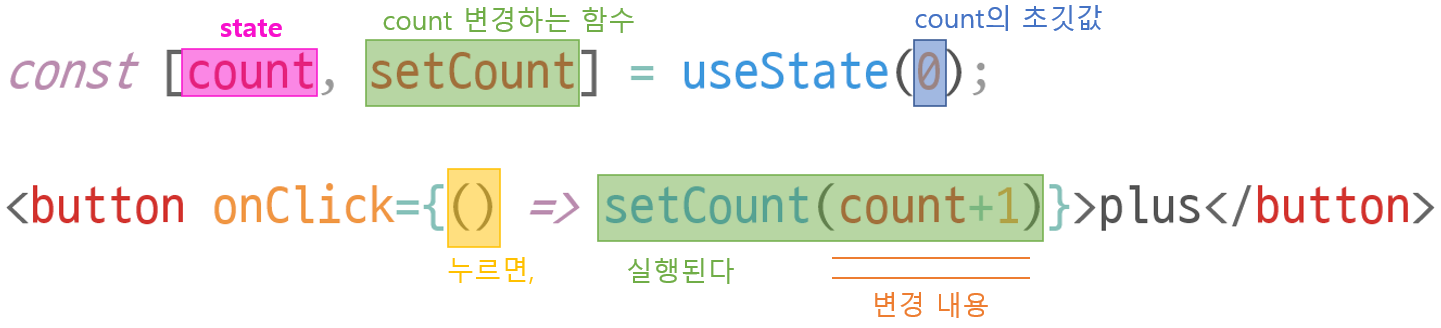 state count 변경하는 함수 count의 초깃값
const [count, setCount] = useState(0);
<button onClick={() => setCount(count+1)}>plus</button>
누르면, 실행된다
변경 내용